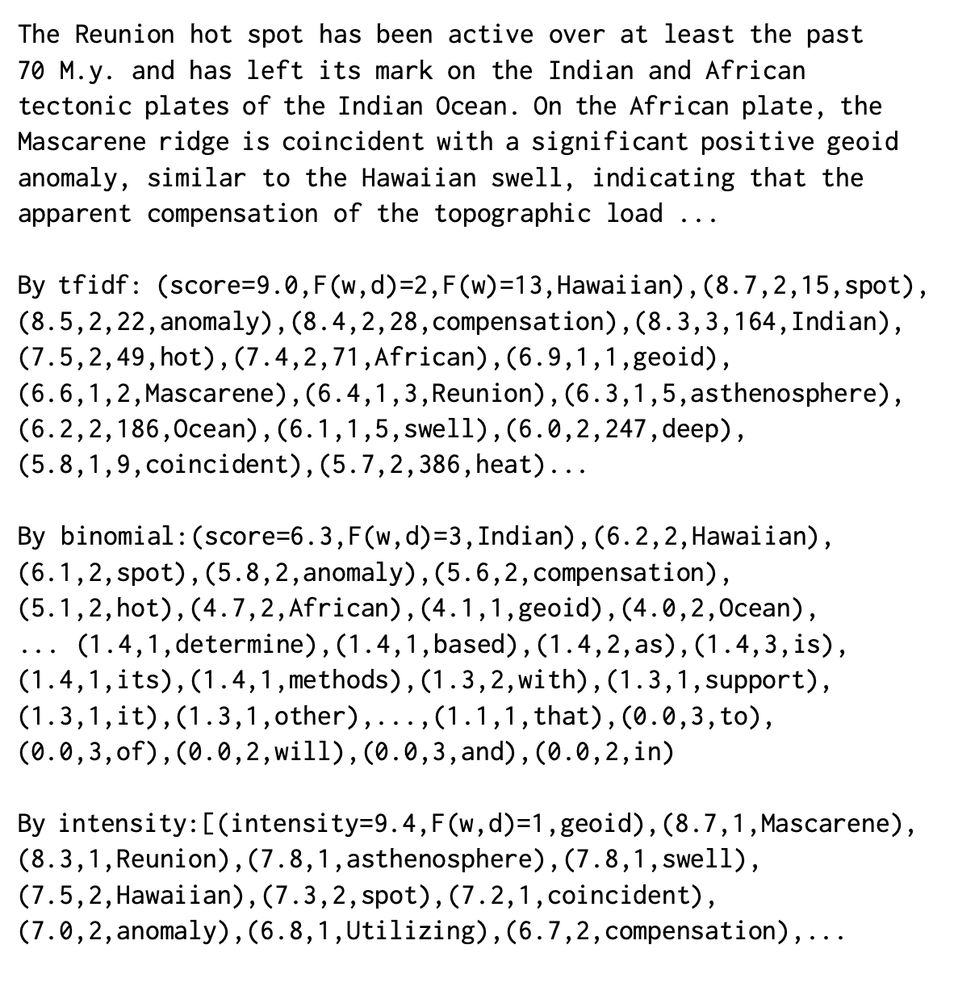 The Reunion hot spot has been active over at least the past
70 M.y. and has left its mark on the Indian and African
tectonic plates of the Indian Ocean. On the African plate, the
Mascarene ridge is coincident with a significant positive geoid
anomaly, similar to the Hawaiian swell, indicating that the
apparent compensation of the topographic load ...
By tfidf: (score=9.0,F(w,d)=2,F(w)=13,Hawaiian),(8.7,2,15,spot),
(8.5,2,22,anomaly),(8.4,2,28,compensation),(8.3,3,164,Indian),
(7.5,2,49,hot),(7.4,2,71,African),(6.9,1,1,geoid),
(6.6,1,2,Mascarene),(6.4,1,3,Reunion),(6.3,1,5,asthenosphere),
(6.2,2,186,Ocean),(6.1,1,5,swell),(6.0,2,247,deep),
(5.8,1,9,coincident),(5.7,2,386,heat)...
By binomial:(score=6.3,F(w,d)=3,Indian),(6.2,2,Hawaiian),
(6.1,2,spot),(5.8,2,anomaly),(5.6,2,compensation),
(5.1,2,hot),(4.7,2,African),(4.1,1,geoid),(4.0,2,Ocean),
... (1.4,1,determine),(1.4,1,based),(1.4,2,as),(1.4,3,is),
(1.4,1,its),(1.4,1,methods),(1.3,2,with),(1.3,1,support),
(1.3,1,it),(1.3,1,other),...,(1.1,1,that),(0.0,3,to),
(0.0,3,of),(0.0,2,will),(0.0,3,and),(0.0,2,in)
By intensity:[(intensity=9.4,F(w,d)=1,geoid),(8.7,1,Mascarene),
(8.3,1,Reunion),(7.8,1,asthenosphere),(7.8,1,swell),
(7.5,2,Hawaiian),(7.3,2,spot),(7.2,1,coincident),
(7.0,2,anomaly),(6.8,1,Utilizing),(6.7,2,compensation),...